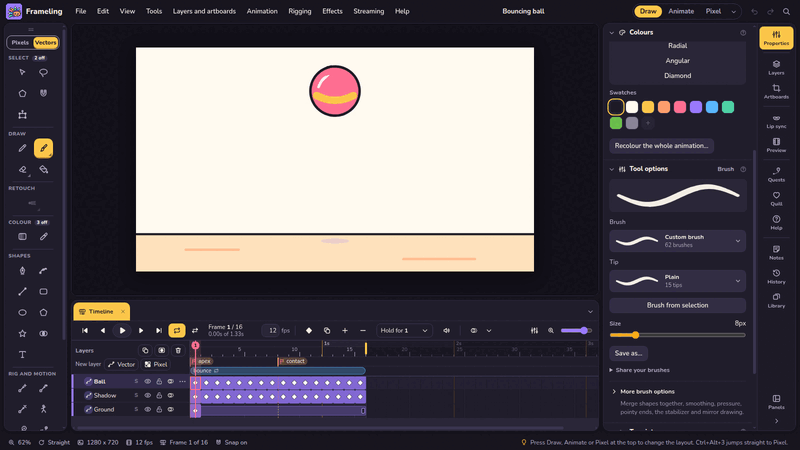 Frameling File Edit View Tools Layers and artboards Animation Rigging Effects Streaming Help Bouncing ball Draw Animate Pixel
Pixels Vectors
SELECT 2 off
DRAW
RETOUCH
COLOUR 3 off
SHAPES
RIG AND MOTION
Colours
Radial
Angular
Diamond
Swatches
Recolour the whole animation...
Tool options Brush
Brush
Custom brush
62 brushes
Tip
Plain
15 tips
Brush from selection
Size 8px
Save as...
Share your brushes
More brush options
Merge shapes together, smoothing, pressure, pointy ends, the stabilizer and mirror drawing.
Properties
Layers
Artboards
Lip sync
Preview
Quests
Quill
Help
Notes
History
Library
Panels
Timeline
Frame 1 / 16
0.00s of 1.33s
12 fps
Hold for 1
Layers
New layer Vector Pixel
1 5 10 15
1s
apex contact
Bounce
Ball S
Shadow S
Ground S
62% Straight 1280 x 720 12 fps Frame 1 of 16 Snap on
Press Draw, Animate or Pixel at the top to change the layout. Ctrl+Alt+3 jumps straight to Pixel.